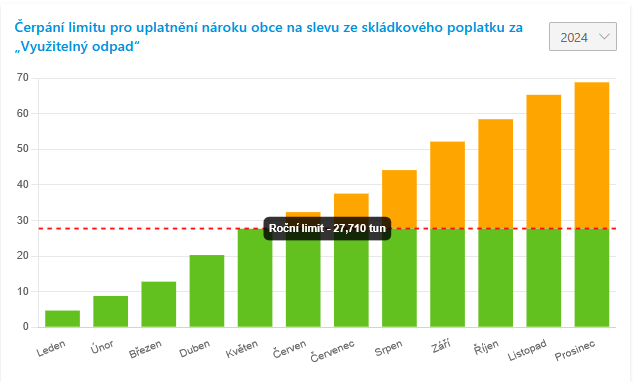 Čerpání limitu pro uplatnění nároku obce na slevu ze skládkového poplatku za
„Využitelný odpad“
2024
70
60
50
40
30
20
10
0
Roční limit - 27,710 tun
Leden
Únor
Březen
Duben
Květen
Červen
Červenec
Srpen
Září
Říjen
Listopad
Prosinec